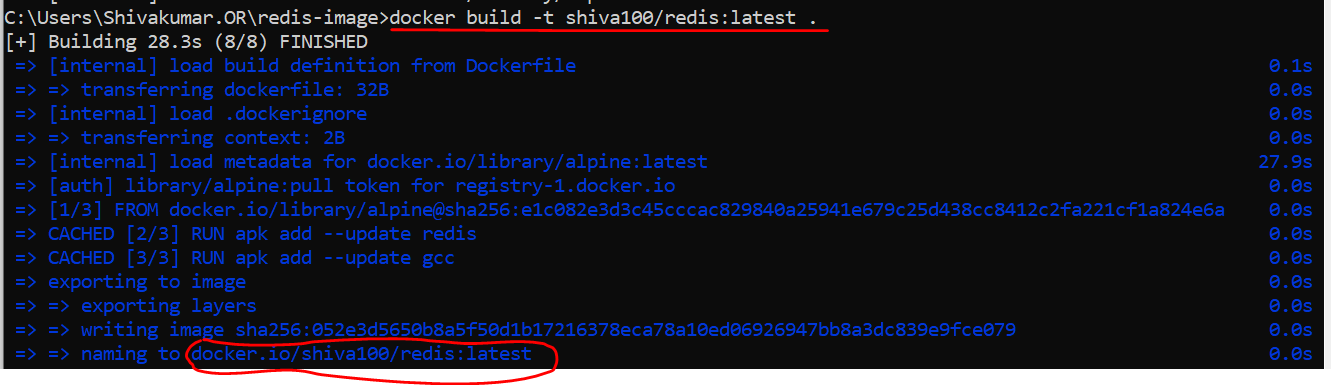 C:\Users\Shivakumar.OR\redis-image>docker build -t shiva100/redis:latest .
[+] Building 28.3s (8/8) FINISHED
=> [internal] load build definition from Dockerfile 0.1s
=> => transferring dockerfile: 32B 0.0s
=> [internal] load .dockerignore 0.0s
=> => transferring context: 2B 0.0s
=> [internal] load metadata for docker.io/library/alpine:latest 27.9s
=> [auth] library/alpine:pull token for registry-1.docker.io 0.0s
=> [1/3] FROM docker.io/library/alpine@sha256:e1c082e3d3c45cccac829840a25941e679c25d438cc8412c2fa221cf1a824e6a 0.0s
=> CACHED [2/3] RUN apk add --update redis 0.0s
=> CACHED [3/3] RUN apk add --update gcc 0.0s
=> exporting to image 0.0s
=> => exporting layers 0.0s
=> => writing image sha256:052e3d5650b8a5f50d1b17216378eca78a10ed06926947bb8a3dc839e9fce079 0.0s
=> => naming to docker.io/shiva100/redis:latest 0.0s